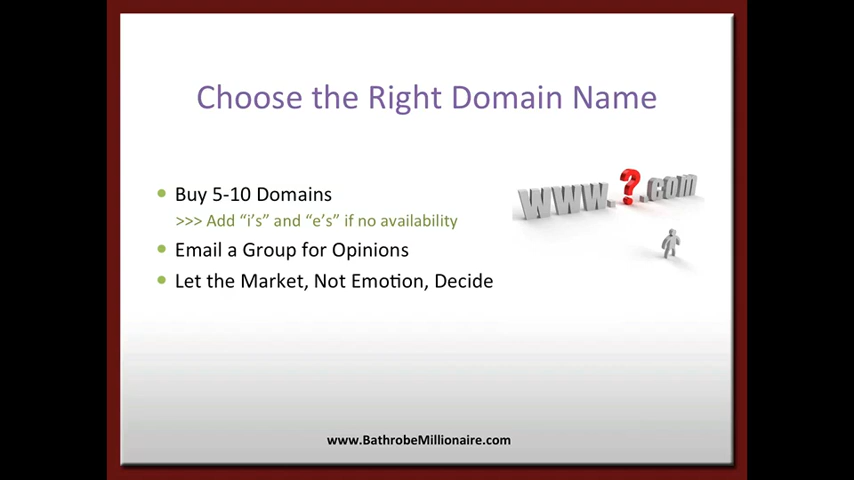 Choose the Right Domain Name
Buy 5-10 Domains
>>> Add “i’s” and “e’s” if no availability
Email a Group for Opinions
Let the Market, Not Emotion, Decide
www.?.com
www.BathrobeMillionaire.com